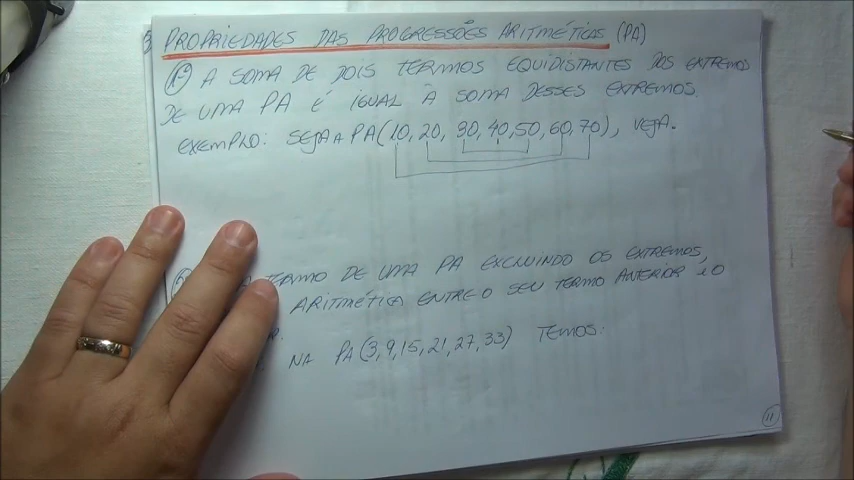 PROPRIEDADES DAS PROGRESSÕES ARITMÉTICAS (PA)
1ª A SOMA DE DOIS TERMOS EQUIDISTANTES DOS EXTREMOS
DE UMA PA É IGUAL À SOMA DESSES EXTREMOS.
EXEMPLO: SEJA A PA(10, 20, 30, 40, 50, 60, 70), VEJA.
TERMO DE UMA PA EXCLUINDO OS EXTREMOS,
ARITMÉTICA ENTRE O SEU TERMO ANTERIOR E O
NA PA (3, 9, 15, 21, 27, 33) TEMOS:
11